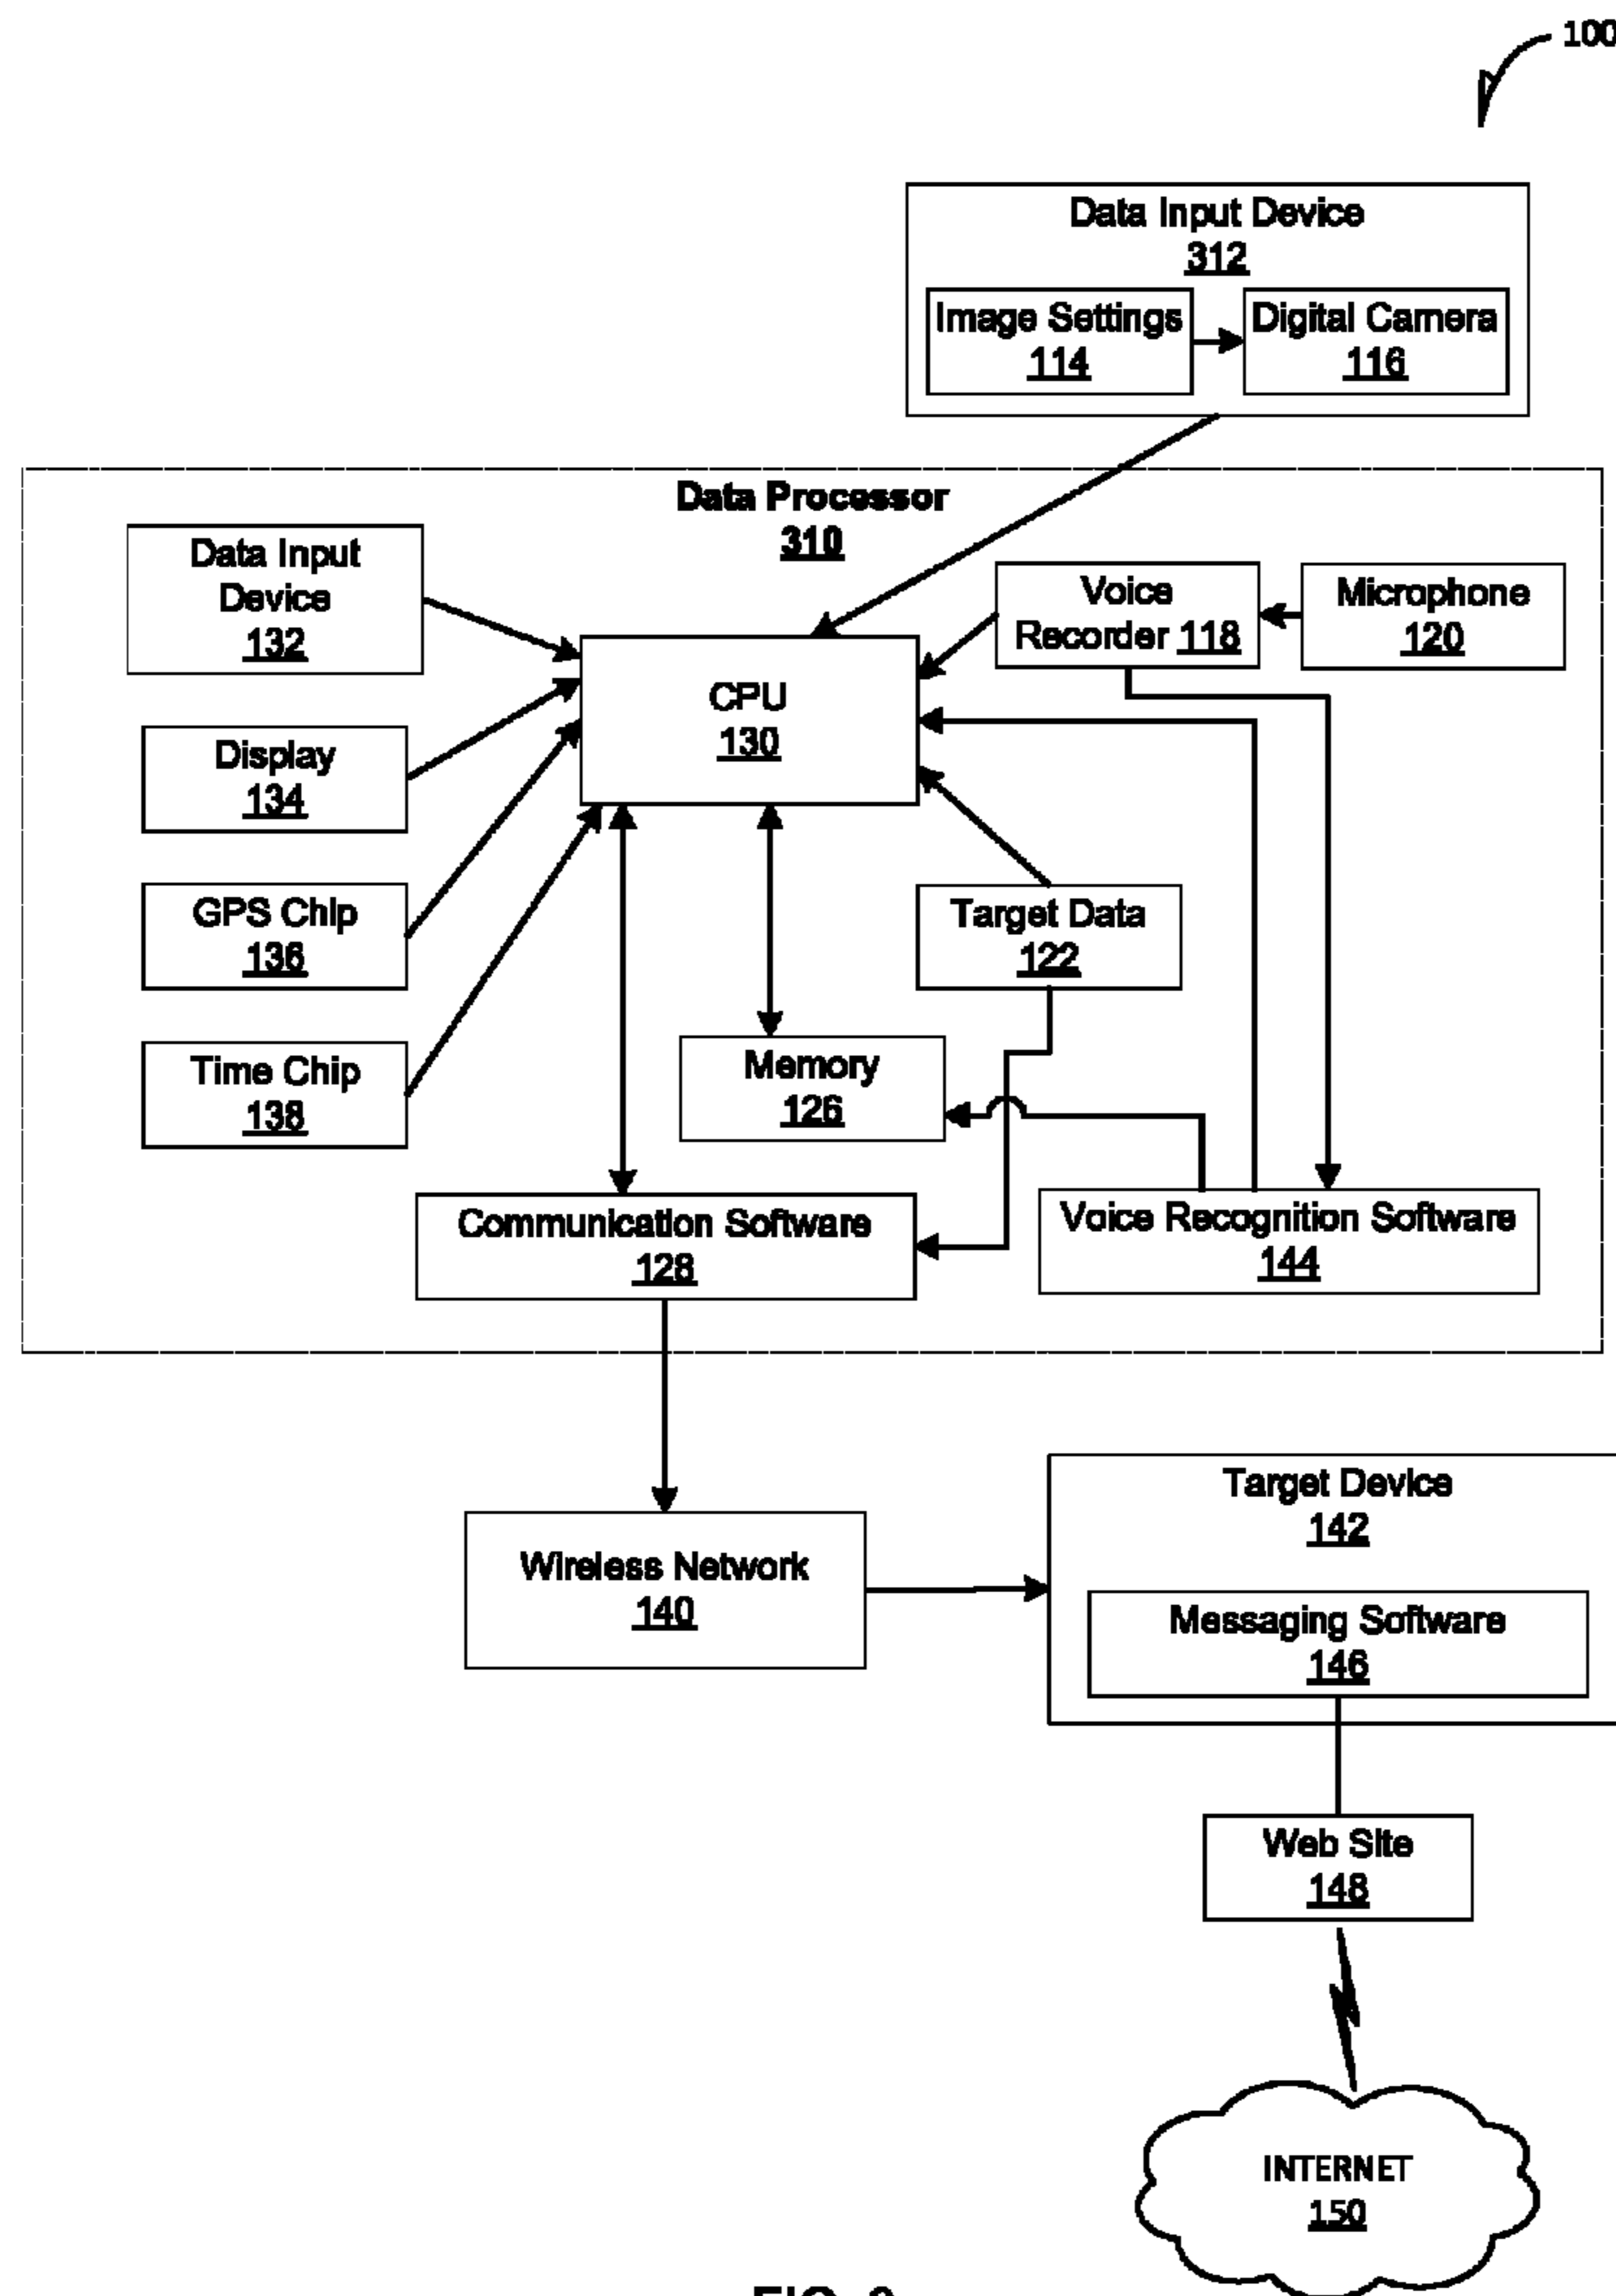 100
Data Input Device
312
Image Settings
114
Digital Camera
116
Data Processor
310
Data Input
Device
132
Voice
Recorder 118
Microphone
120
CPU
130
Display
134
GPS Chip
136
Target Data
122
Time Chip
138
Memory
126
Communication Software
128
Voice Recognition Software
144
Target Device
142
Wireless Network
140
Messaging Software
146
Web Site
148
INTERNET
150